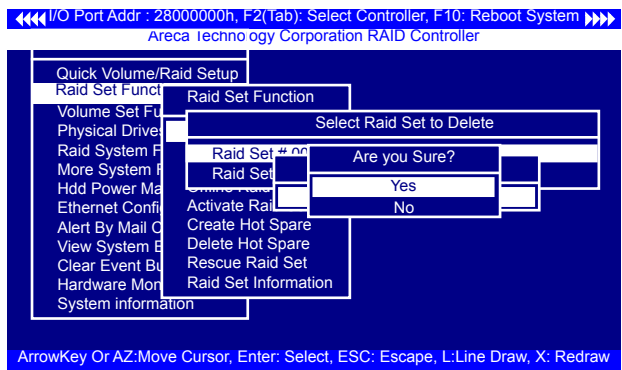 I/O Port Addr : 28000000h, F2(Tab): Select Controller, F10: Reboot System
Areca Technology Corporation RAID Controller
Quick Volume/Raid Setup
Raid Set Funct
Volume Set Fu
Physical Drive
Raid System F
More System F
Hdd Power Ma
Ethernet Confi
Alert By Mail C
View System E
Clear Event Bu
Hardware Mon
System information
Raid Set Function
Activate Rai
Create Hot Spare
Delete Hot Spare
Rescue Raid Set
Raid Set Information
Select Raid Set to Delete
Raid Set # 00
Raid Set
Are you Sure?
Yes
No
ArrowKey Or AZ:Move Cursor, Enter: Select, ESC: Escape, L:Line Draw, X: Redraw